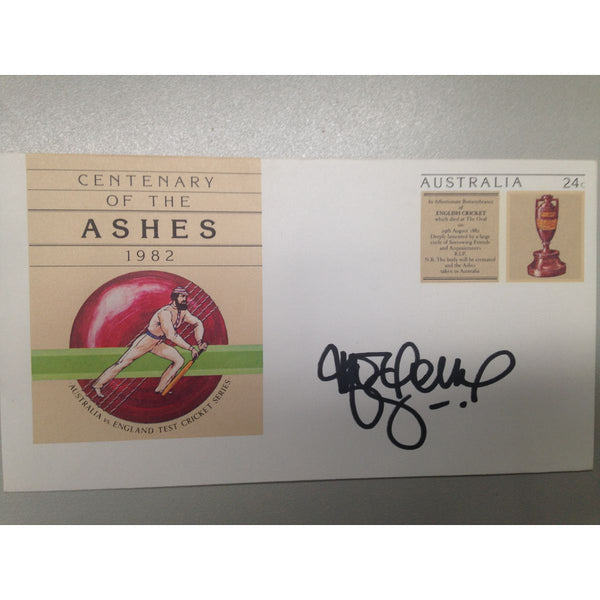 CENTENARY
OF THE
ASHES
1982
AUSTRALIA vs ENGLAND TEST CRICKET SERIES
AUSTRALIA 24c
In Affectionate Remembrance
of
ENGLISH CRICKET
which died at The Oval
on
29th August 1882
Deeply lamented by a large
circle of Sorrowing Friends
and Acquaintances
R.I.P.
N.B. The body will be cremated
and the Ashes
taken to Australia